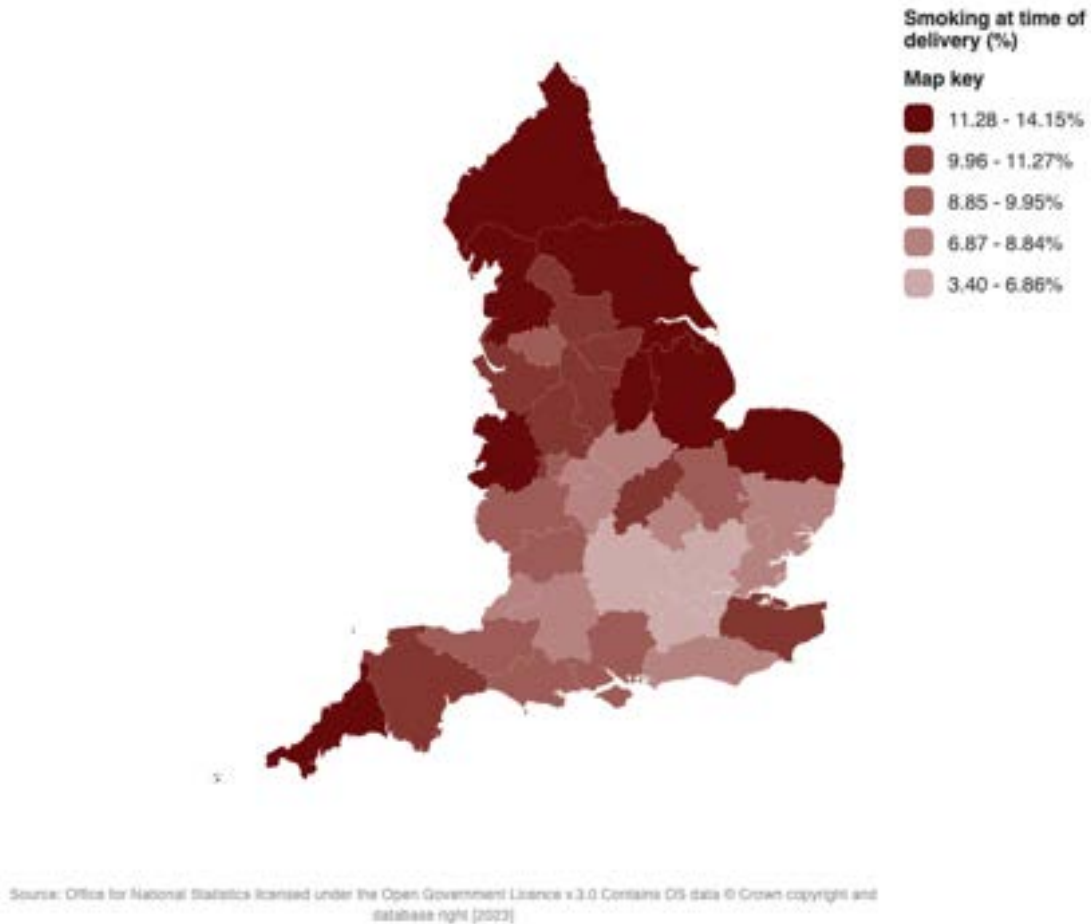 Smoking at time of
delivery (%)
Map key
11.28 - 14.15%
9.96 - 11.27%
8.85 - 9.95%
6.87 - 8.84%
3.40 - 6.86%
Source: Office for National Statistics licensed under the Open Government Licence v.3.0 Contains OS data © Crown copyright and
database right [2023]